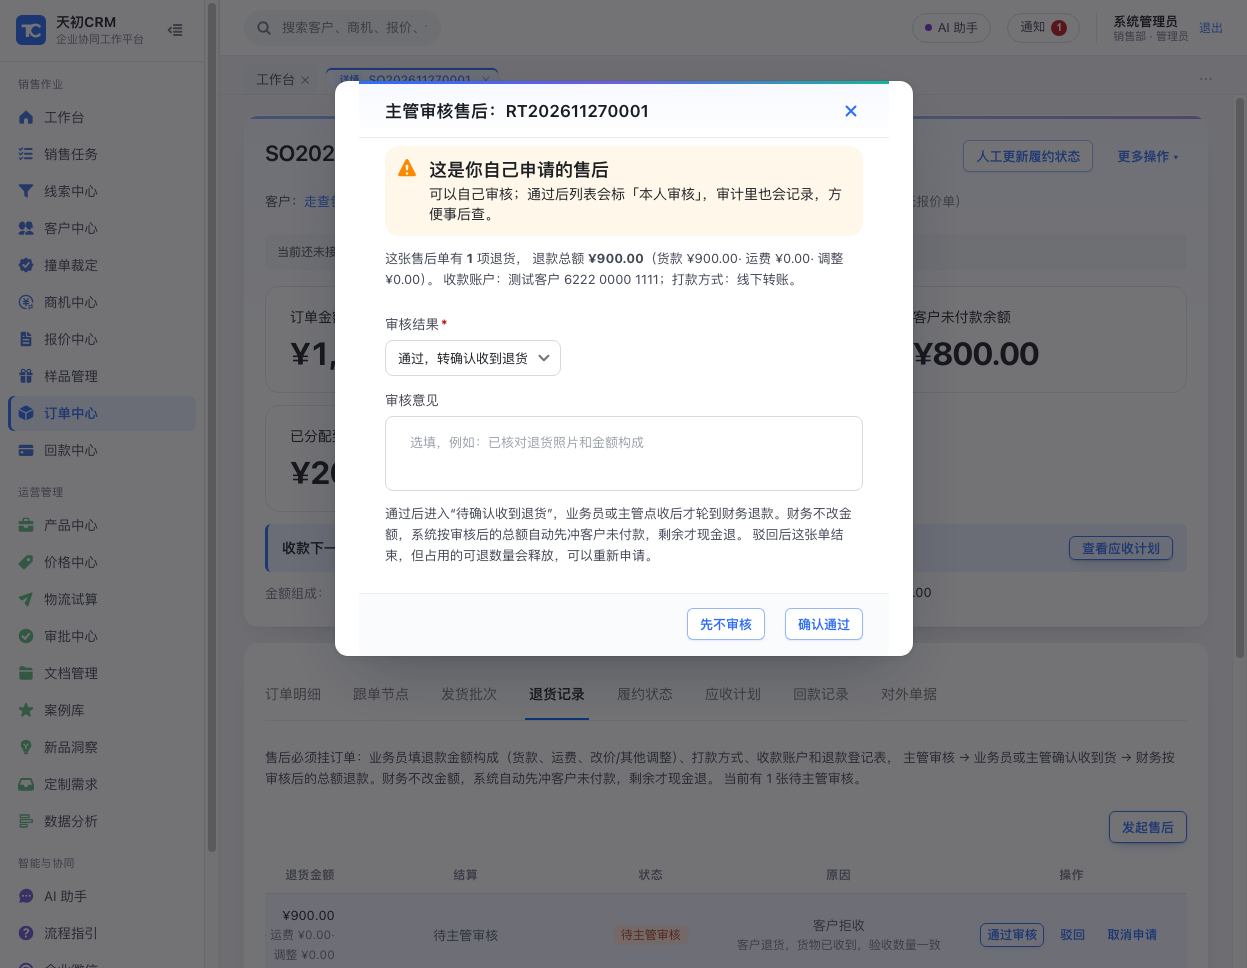 天初CRM
企业协同工作平台
搜索客户、商机、报价、
AI 助手
通知 1
系统管理员
销售部 · 管理员
退出
销售作业
工作台
销售任务
线索中心
客户中心
撞单裁定
商机中心
报价中心
样品管理
订单中心
回款中心
运营管理
产品中心
价格中心
物流试算
审批中心
文档管理
案例库
新品洞察
定制需求
数据分析
智能与协同
AI 助手
流程指引
工作台
详情 · SO202611270001
SO202
人工更新履约状态
更多操作
客户：
当前还未接
订单金
¥1,
客户未付款余额
¥800.00
已分配
¥20
收款下一
查看应收计划
金额组成：
.00
主管审核售后：RT202611270001
这是你自己申请的售后
可以自己审核；通过后列表会标「本人审核」，审计里也会记录，方
便事后查。
这张售后单有 1 项退货， 退款总额 ¥900.00（货款 ¥900.00· 运费 ¥0.00· 调整
¥0.00）。 收款账户：测试客户 6222 0000 1111；打款方式：线下转账。
审核结果*
通过，转确认收到退货
审核意见
选填，例如：已核对退货照片和金额构成
通过后进入“待确认收到退货”，业务员或主管点收后才轮到财务退款。财务不改金
额，系统按审核后的总额自动先冲客户未付款，剩余才现金退。 驳回后这张单结
束，但占用的可退数量会释放，可以重新申请。
先不审核
确认通过
订单明细
跟单节点
发货批次
退货记录
履约状态
应收计划
回款记录
对外单据
售后必须挂订单：业务员填退款金额构成（货款、运费、改价/其他调整）、打款方式、收款账户和退款登记表， 主管审核 → 业务员或主管确认收到货 → 财务按
审核后的总额退款。财务不改金额，系统自动先冲客户未付款，剩余才现金退。 当前有 1 张待主管审核。
发起售后
退货金额
结算
状态
原因
操作
¥900.00
运费 ¥0.00·
调整 ¥0.00
待主管审核
待主管审核
客户拒收
客户退货，货物已收到，验收数量一致
通过审核
驳回
取消申请